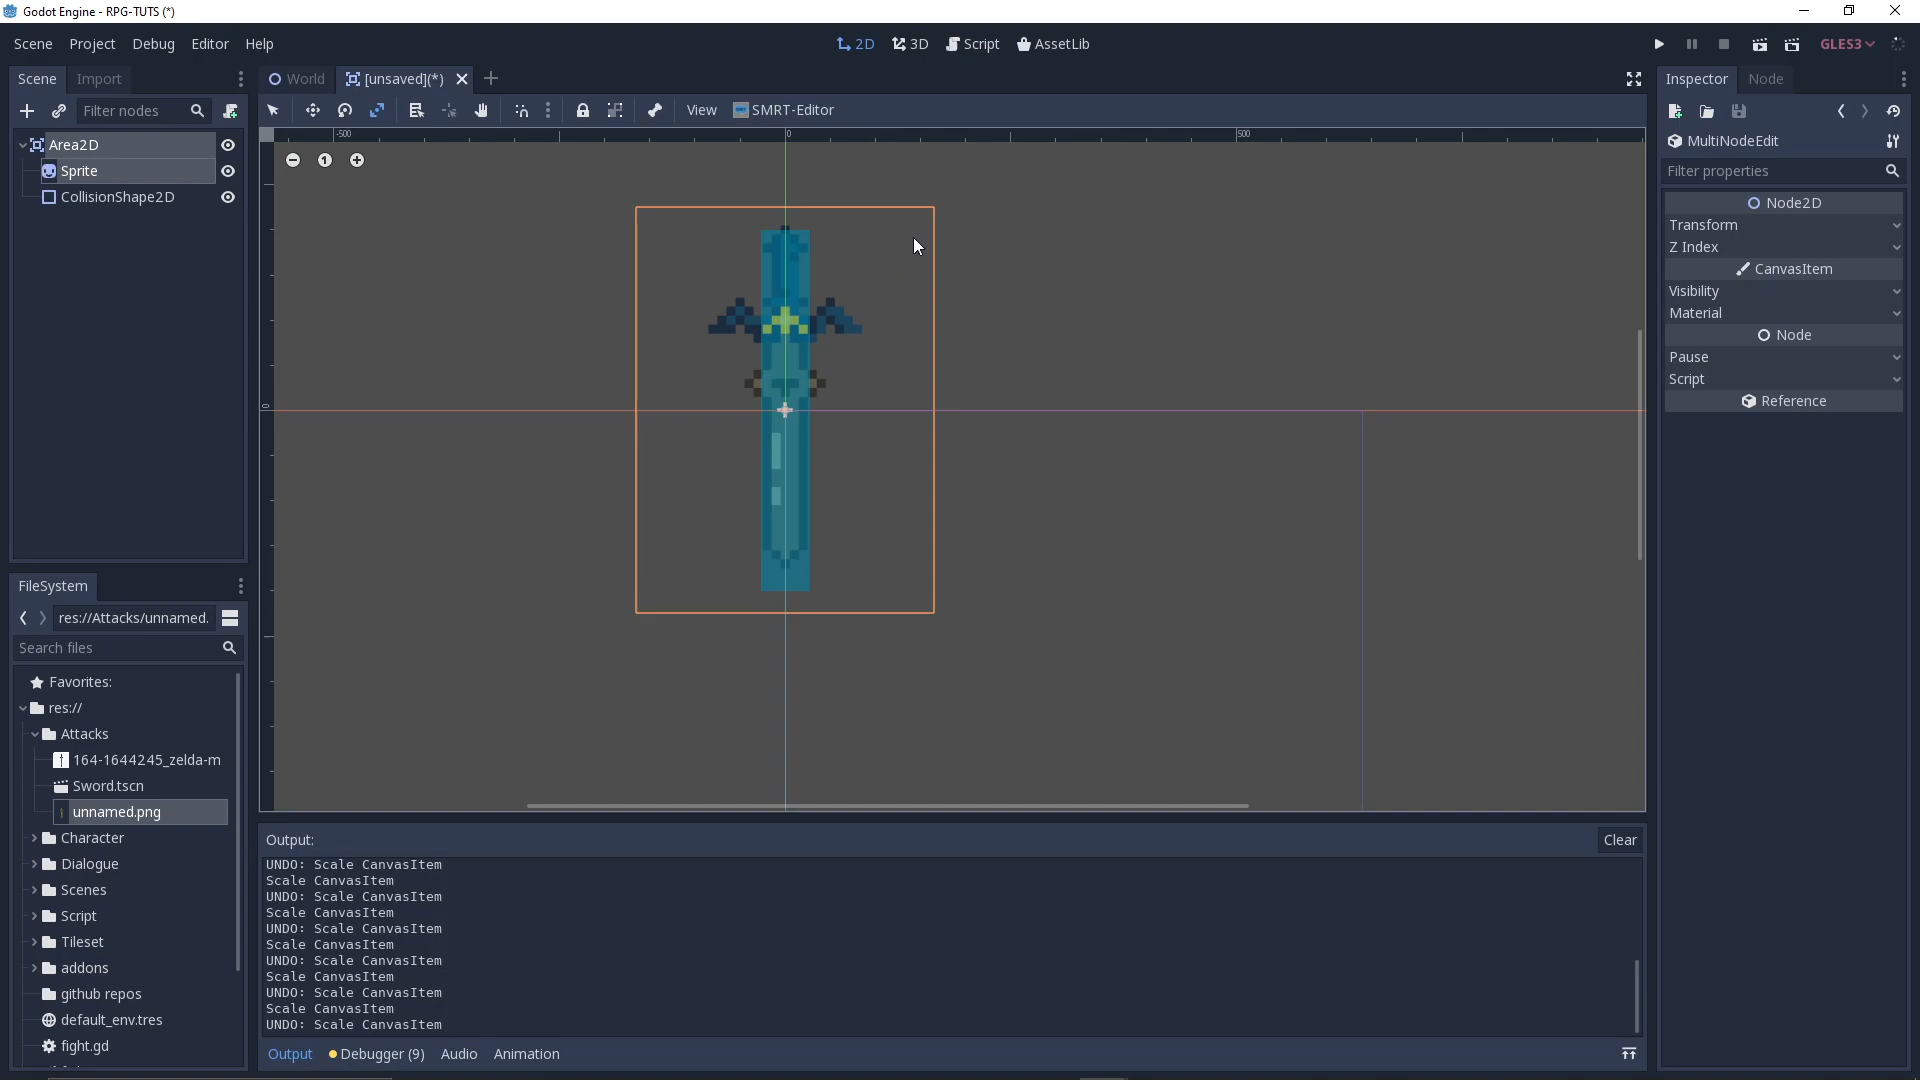 Godot Engine - RPG-TUTS (*)
Scene Project Debug Editor Help
2D 3D Script AssetLib
GLES3
Scene Import
World [unsaved](*)
Inspector Node
Filter nodes
View SMRT-Editor
Area2D
Sprite
CollisionShape2D
-500 0 500
0
MultiNodeEdit
Filter properties
Node2D
Transform
Z Index
CanvasItem
Visibility
Material
Node
Pause
Script
Reference
FileSystem
res://Attacks/unnamed.
Search files
Favorites:
res://
Attacks
164-1644245_zelda-m
Sword.tscn
unnamed.png
Character
Dialogue
Scenes
Script
Tileset
addons
github repos
default_env.tres
fight.gd
Output:
Clear
UNDO: Scale CanvasItem
Scale CanvasItem
UNDO: Scale CanvasItem
Scale CanvasItem
UNDO: Scale CanvasItem
Scale CanvasItem
UNDO: Scale CanvasItem
Scale CanvasItem
UNDO: Scale CanvasItem
Scale CanvasItem
UNDO: Scale CanvasItem
Output Debugger (9) Audio Animation